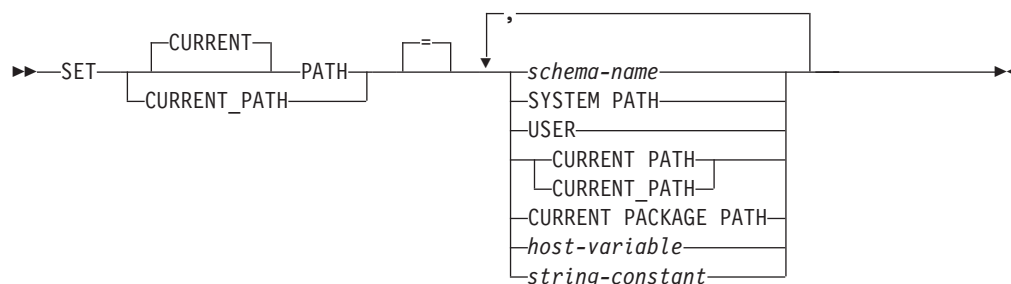 ,
CURRENT =
SET PATH schema-name
CURRENT_PATH SYSTEM PATH
USER
CURRENT PATH
CURRENT_PATH
CURRENT PACKAGE PATH
host-variable
string-constant